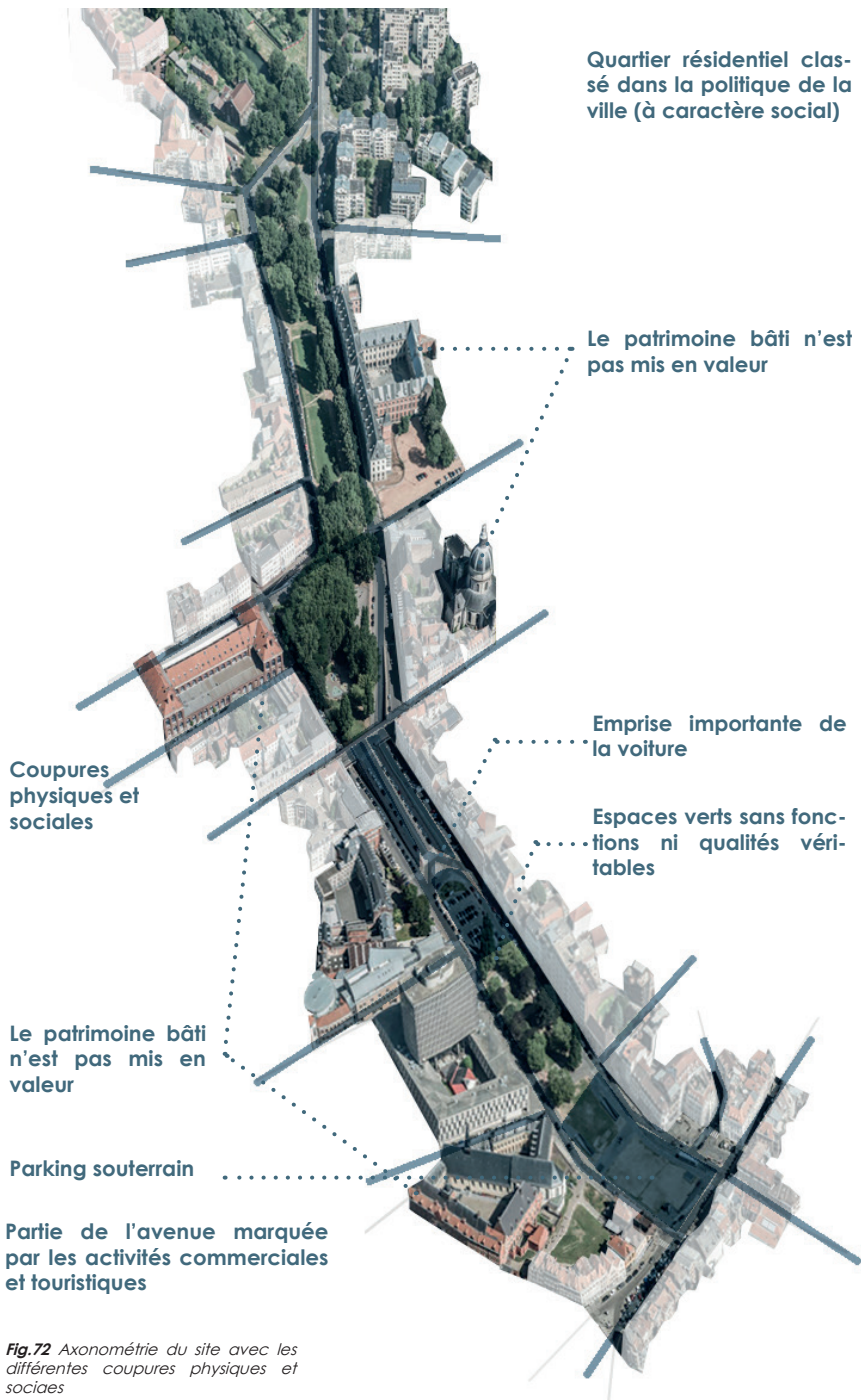 Quartier résidentiel clas-
sé dans la politique de la
ville (à caractère social)
Le patrimoine bâti n'est
pas mis en valeur
Emprise importante de
la voiture
Espaces verts sans fonc-
tions ni qualités véri-
tables
Coupures
physiques et
sociales
Le patrimoine bâti
n'est pas mis en
valeur
Parking souterrain
Partie de l'avenue marquée
par les activités commerciales
et touristiques
Fig.72 Axonométrie du site avec les
différentes coupures physiques et
sociaes